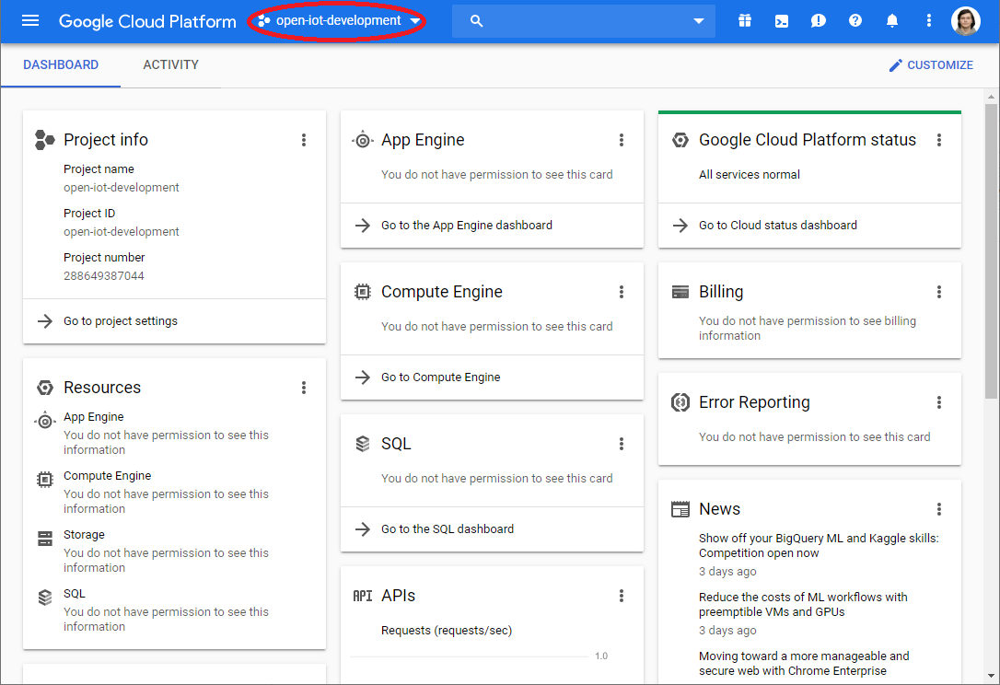 Google Cloud Platform
open-iot-development
DASHBOARD
ACTIVITY
CUSTOMIZE
Project info
Project name
open-iot-development
Project ID
open-iot-development
Project number
288649387044
Go to project settings
Resources
App Engine
You do not have permission to see this
information
Compute Engine
You do not have permission to see this
information
Storage
You do not have permission to see this
information
SQL
You do not have permission to see this
information
App Engine
You do not have permission to see this card
Go to the App Engine dashboard
Compute Engine
You do not have permission to see this card
Go to Compute Engine
SQL
You do not have permission to see this card
Go to the SQL dashboard
API
APIs
Requests (requests/sec)
1.0
Google Cloud Platform status
All services normal
Go to Cloud status dashboard
Billing
You do not have permission to see billing
information
Error Reporting
You do not have permission to see this card
News
Show off your BigQuery ML and Kaggle skills:
Competition open now
3 days ago
Reduce the costs of ML workflows with
preemptible VMs and GPUs
3 days ago
Moving toward a more manageable and
secure web with Chrome Enterprise